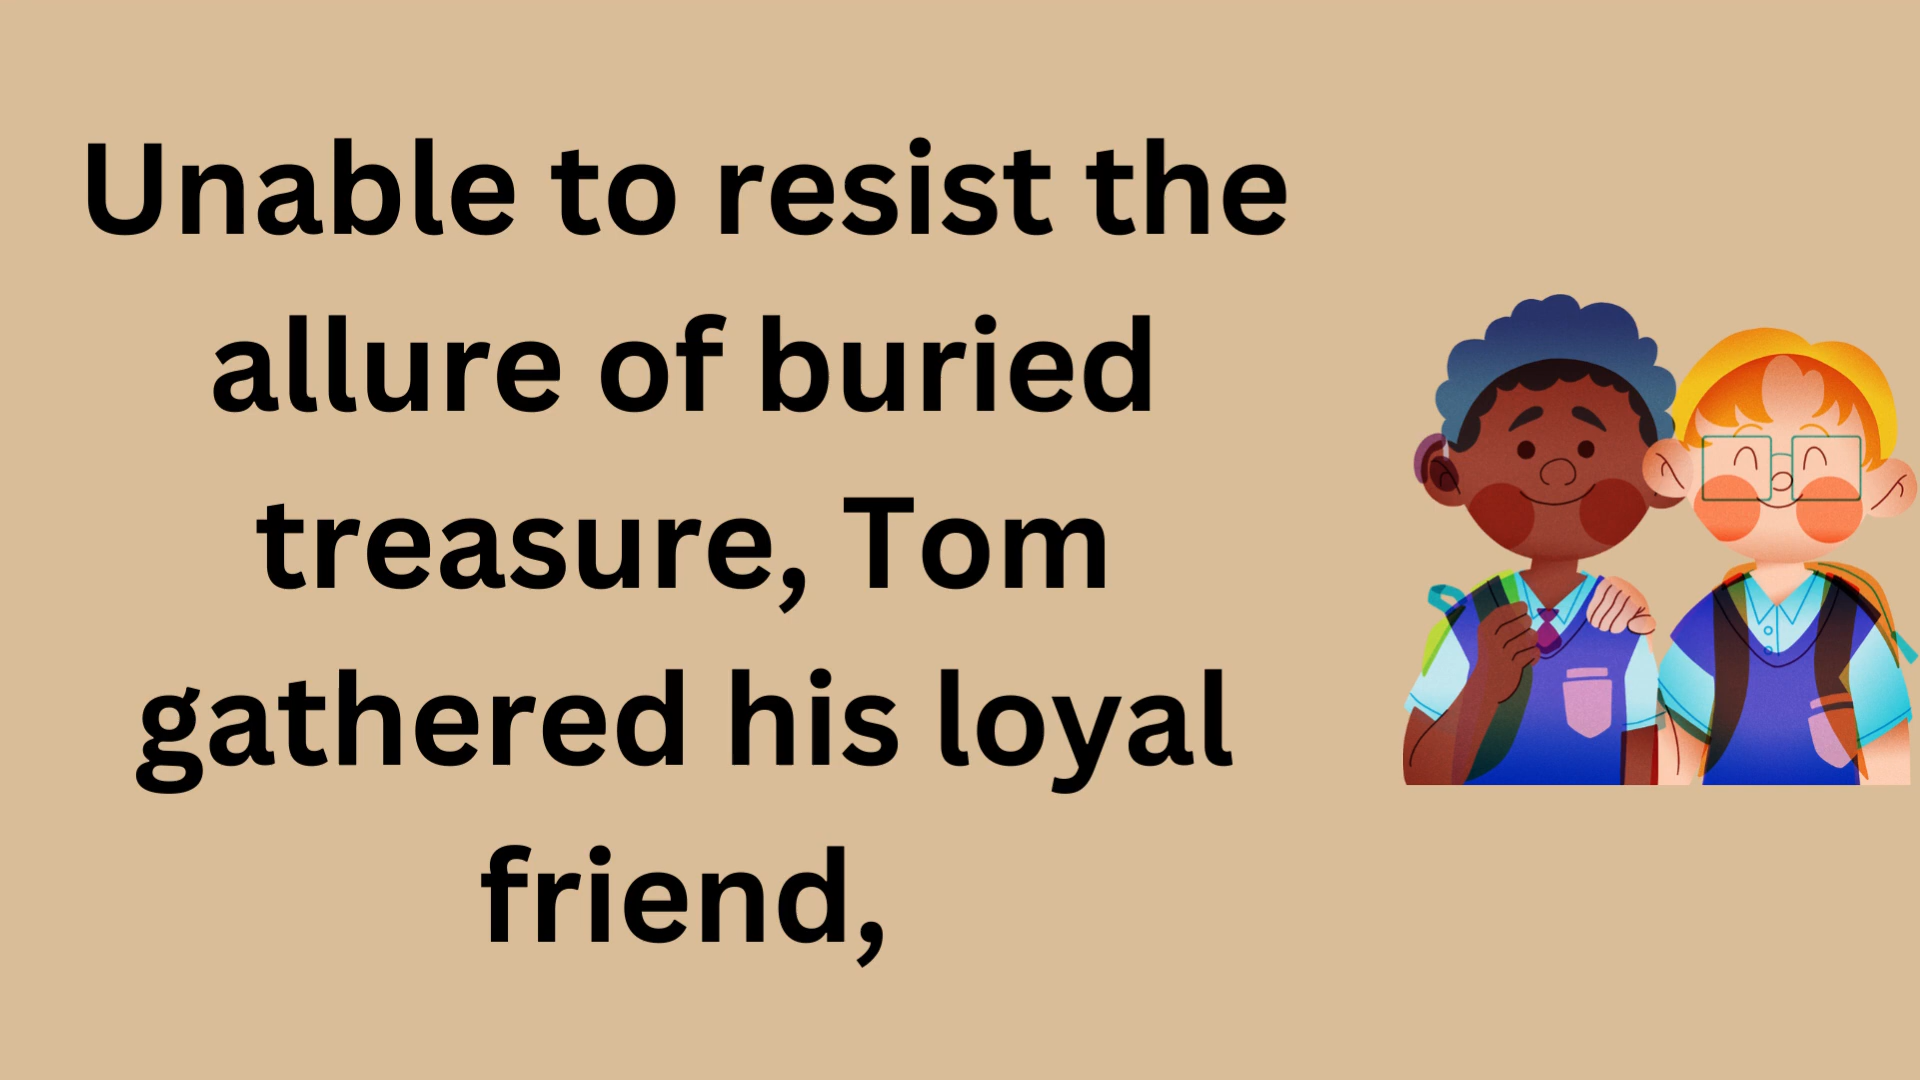 Unable to resist the
allure of buried
treasure, Tom
gathered his loyal
friend,